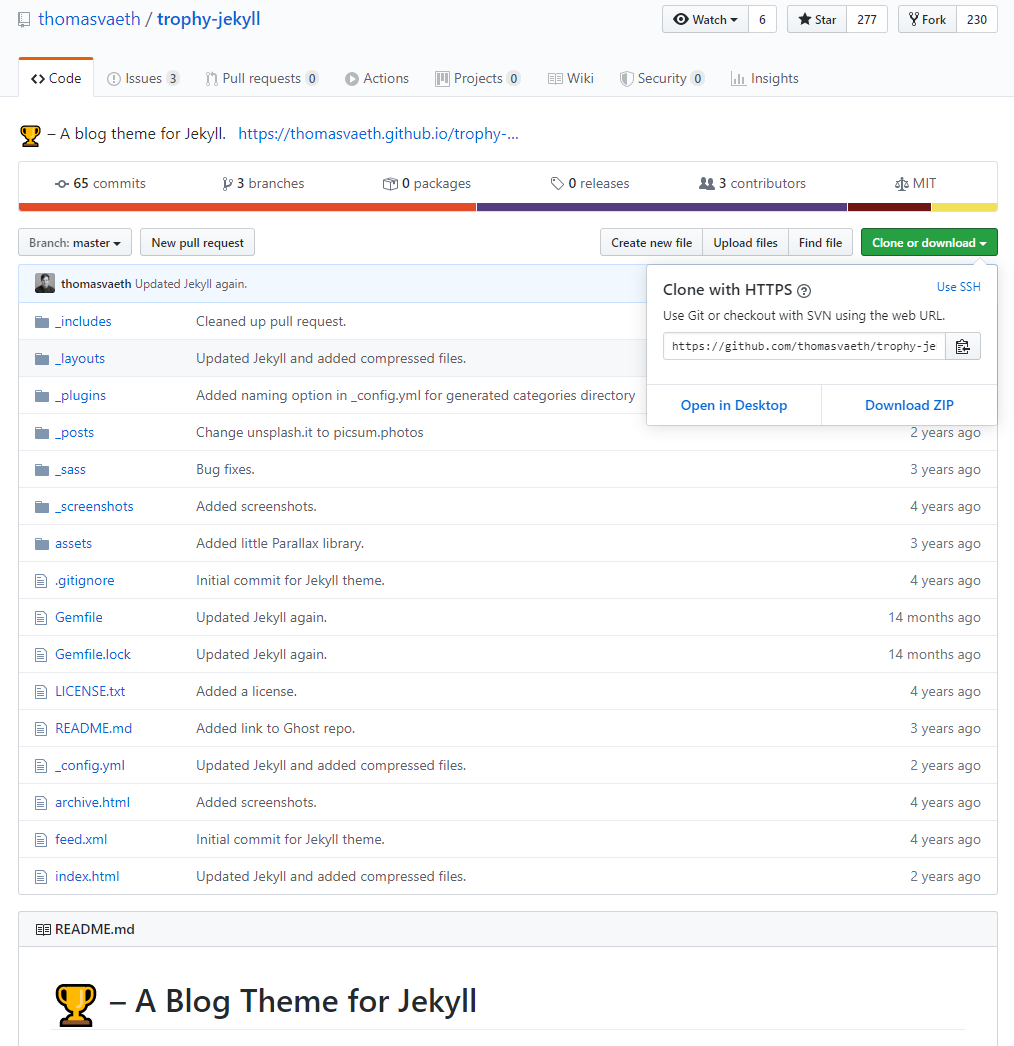 thomasvaeth / trophy-jekyll Watch 6 Star 277 Fork 230
Code Issues 3 Pull requests 0 Actions Projects 0 Wiki Security 0 Insights
– A blog theme for Jekyll. https://thomasvaeth.github.io/trophy-...
65 commits 3 branches 0 packages 0 releases 3 contributors MIT
Branch: master New pull request Create new file Upload files Find file Clone or download
thomasvaeth Updated Jekyll again.
Clone with HTTPS Use SSH
Use Git or checkout with SVN using the web URL.
https://github.com/thomasvaeth/trophy-je
Open in Desktop Download ZIP
_includes Cleaned up pull request.
_layouts Updated Jekyll and added compressed files.
_plugins Added naming option in _config.yml for generated categories directory
_posts Change unsplash.it to picsum.photos 2 years ago
_sass Bug fixes. 3 years ago
_screenshots Added screenshots. 4 years ago
assets Added little Parallax library. 3 years ago
.gitignore Initial commit for Jekyll theme. 4 years ago
Gemfile Updated Jekyll again. 14 months ago
Gemfile.lock Updated Jekyll again. 14 months ago
LICENSE.txt Added a license. 4 years ago
README.md Added link to Ghost repo. 3 years ago
_config.yml Updated Jekyll and added compressed files. 2 years ago
archive.html Added screenshots. 4 years ago
feed.xml Initial commit for Jekyll theme. 4 years ago
index.html Updated Jekyll and added compressed files. 2 years ago
README.md
– A Blog Theme for Jekyll